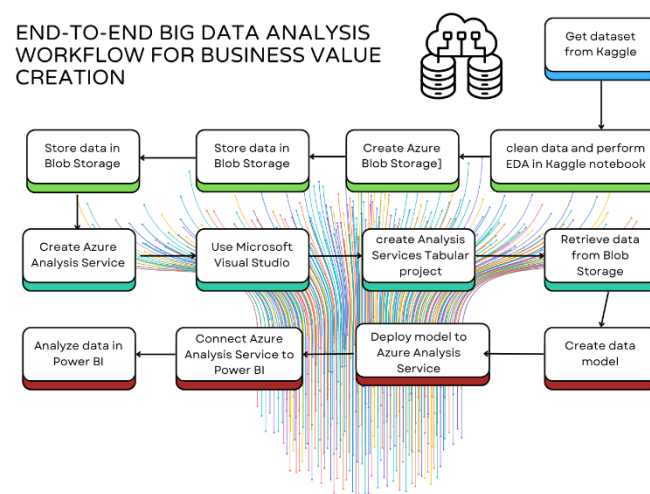 END-TO-END BIG DATA ANALYSIS
WORKFLOW FOR BUSINESS VALUE
CREATION
Get dataset
from Kaggle
clean data and perform
EDA in Kaggle notebook
Create Azure
Blob Storage]
Store data in
Blob Storage
Store data in
Blob Storage
Create Azure
Analysis Service
Use Microsoft
Visual Studio
create Analysis
Services Tabular
project
Retrieve data
from Blob
Storage
Create data
model
Deploy model to
Azure Analysis
Service
Connect Azure
Analysis Service to
Power BI
Analyze data in
Power BI